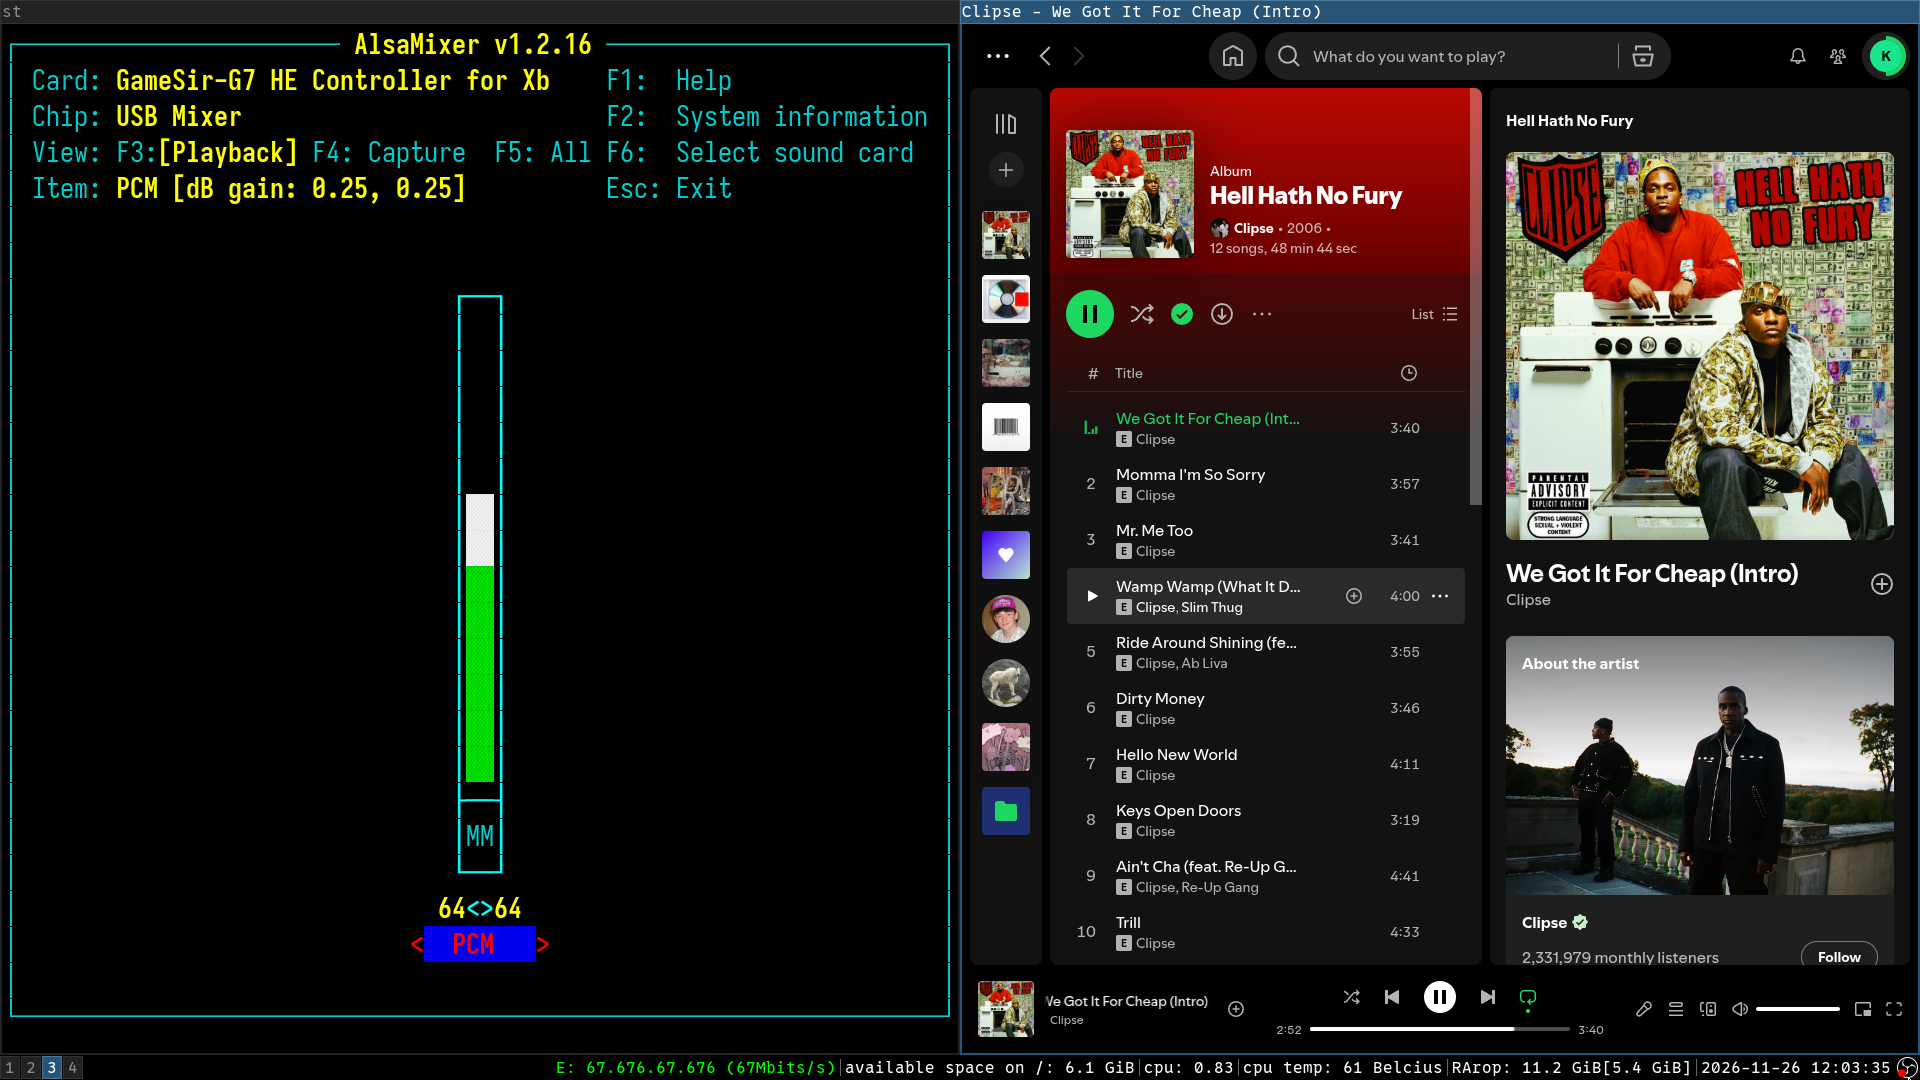 st
Clipse - We Got It For Cheap (Intro)
AlsaMixer v1.2.16
Card: GameSir-G7 HE Controller for Xb F1: Help
Chip: USB Mixer F2: System information
View: F3:[Playback] F4: Capture F5: All F6: Select sound card
Item: PCM [dB gain: 0.25, 0.25] Esc: Exit
MM
64<>64
< PCM >
What do you want to play?
K
Album
Hell Hath No Fury
Clipse • 2006 •
12 songs, 48 min 44 sec
List
# Title
We Got It For Cheap (Int...
E Clipse
3:40
2 Momma I'm So Sorry
E Clipse
3:57
3 Mr. Me Too
E Clipse
3:41
Wamp Wamp (What It D...
E Clipse, Slim Thug
4:00
5 Ride Around Shining (fe...
E Clipse, Ab Liva
3:55
6 Dirty Money
E Clipse
3:46
7 Hello New World
E Clipse
4:11
8 Keys Open Doors
E Clipse
3:19
9 Ain't Cha (feat. Re-Up G...
E Clipse, Re-Up Gang
4:41
10 Trill
E Clipse
4:33
Hell Hath No Fury
CLIPSE
HELL HATH
NO FURY
PARENTAL
ADVISORY
EXPLICIT CONTENT
STRONG LANGUAGE
SEXUAL + VIOLENT
CONTENT
We Got It For Cheap (Intro)
Clipse
About the artist
Clipse
2,331,979 monthly listeners
Follow
We Got It For Cheap (Intro)
Clipse
2:52
3:40
1 2 3 4
E: 67.676.67.676 (67Mbits/s)|available space on /: 6.1 GiB|cpu: 0.83|cpu temp: 61 Belcius|RArop: 11.2 GiB[5.4 GiB]|2026-11-26 12:03:35